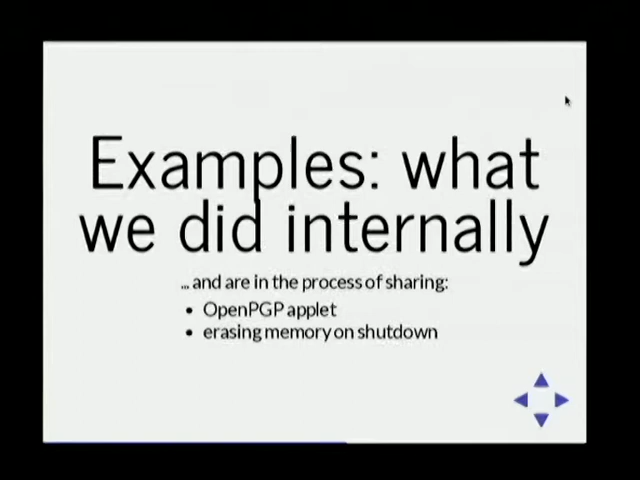 Examples: what
we did internally
... and are in the process of sharing:
• OpenPGP applet
• erasing memory on shutdown